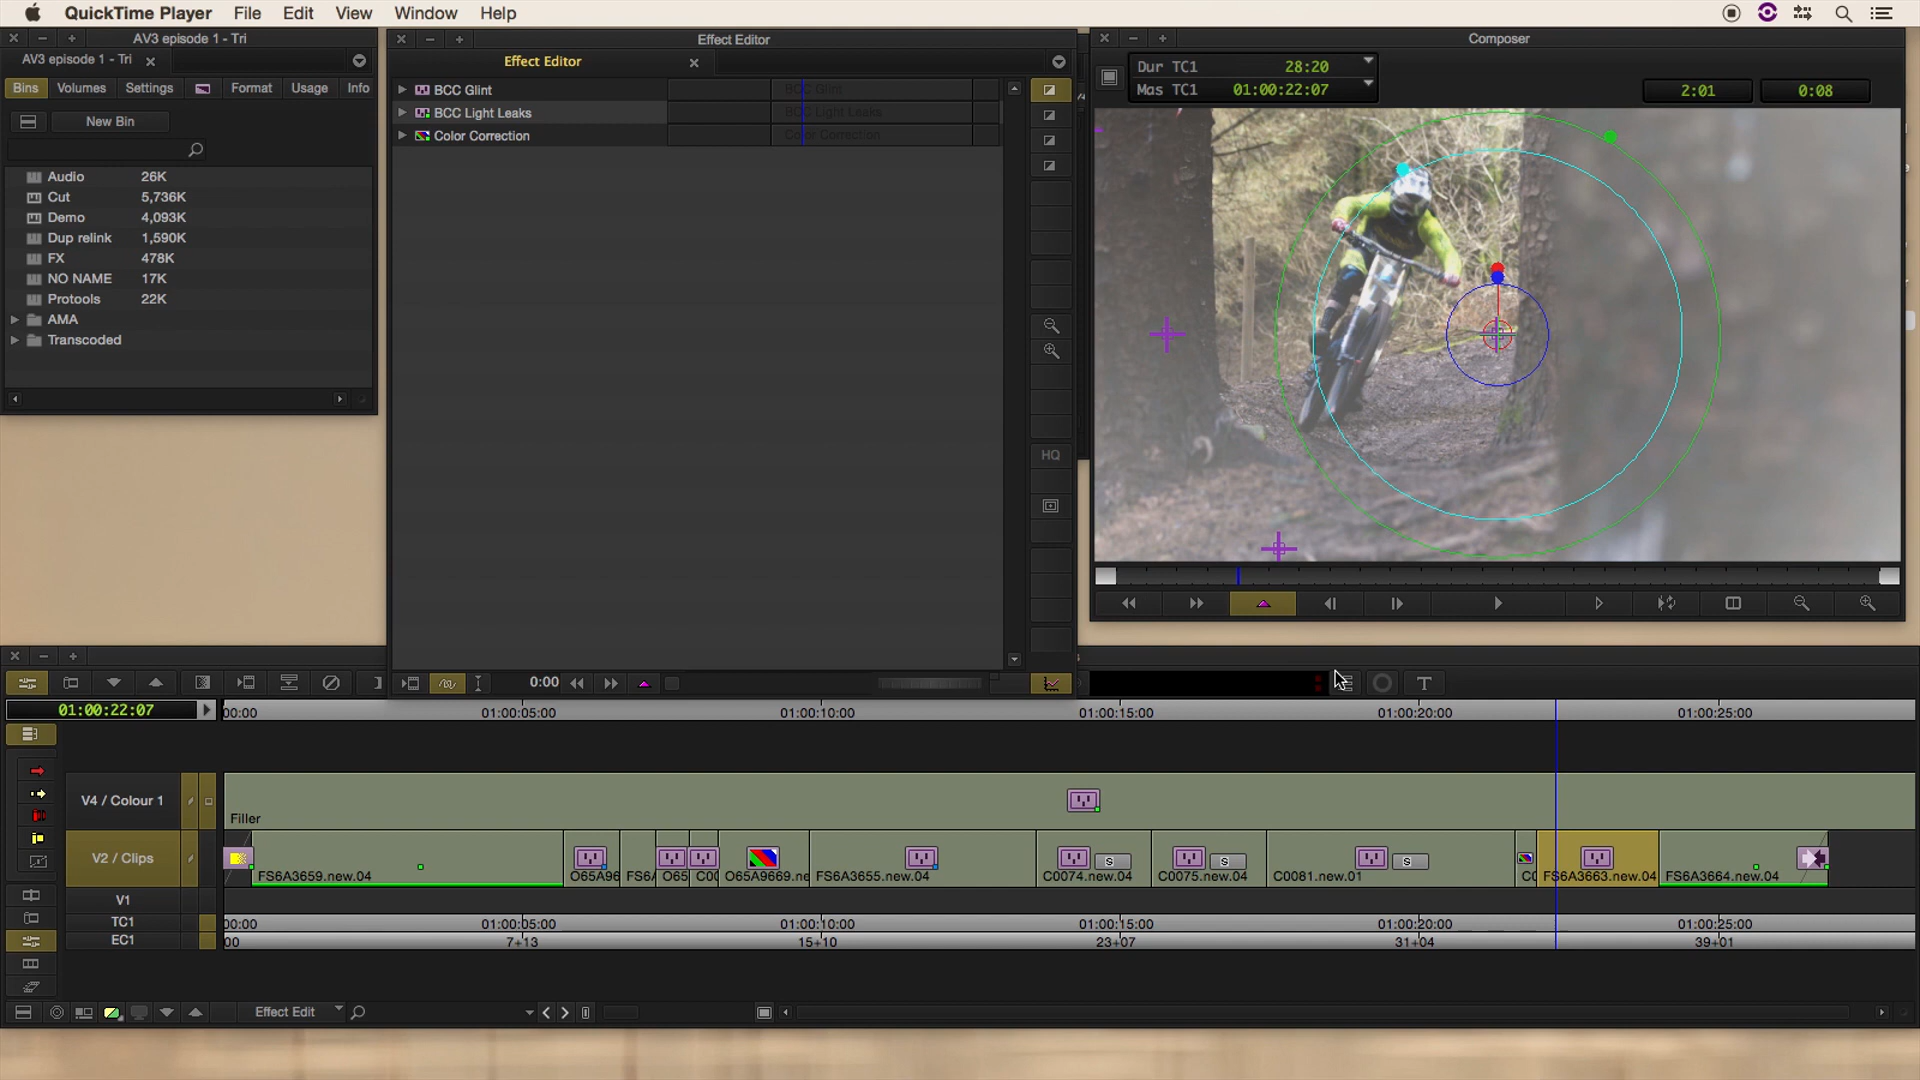 QuickTime Player File Edit View Window Help
AV3 episode 1 - Tri
AV3 episode 1 - Tri
Bins Volumes Settings Format Usage Info
New Bin
Audio 26K
Cut 5,736K
Demo 4,093K
Dup relink 1,590K
FX 478K
NO NAME 17K
Protools 22K
AMA
Transcoded
Effect Editor
Effect Editor
BCC Glint BCC Glint
BCC Light Leaks BCC Light Leaks
Color Correction Color Correction
HQ
0:00
Composer
Dur TC1 28:20
Mas TC1 01:00:22:07
2:01 0:08
T
01:00:22:07
00:00 01:00:05:00 01:00:10:00 01:00:15:00 01:00:20:00 01:00:25:00
V4 / Colour 1
Filler
V2 / Clips
S S S
FS6A3659.new.04 O65A96 FS6A O65 C00 O65A9669.ne FS6A3655.new.04 C0074.new.04 C0075.new.04 C0081.new.01 C0 FS6A3663.new.04 FS6A3664.new.04
V1
TC1 00:00 01:00:05:00 01:00:10:00 01:00:15:00 01:00:20:00 01:00:25:00
EC1 00 7+13 15+10 23+07 31+04 39+01
Effect Edit